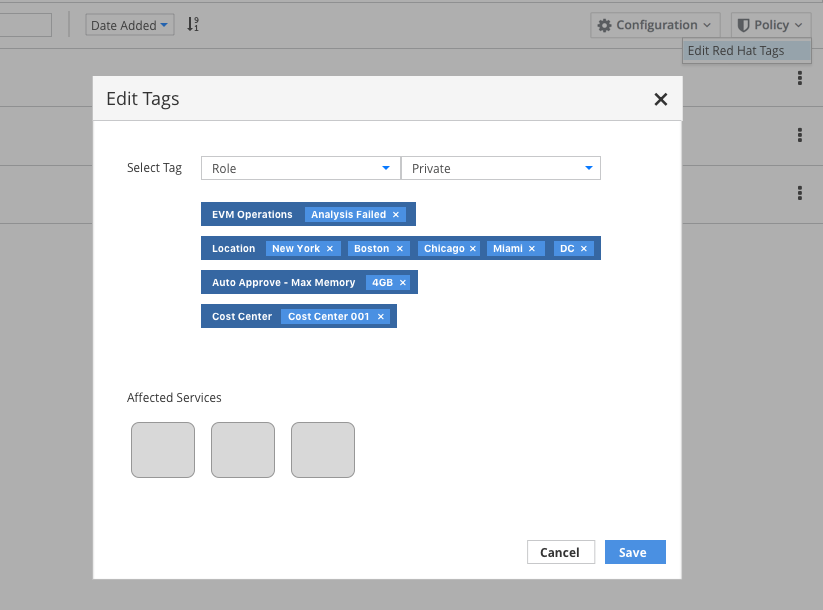 Date Added
Configuration
Policy
Edit Red Hat Tags
Edit Tags
Select Tag Role Private
EVM Operations Analysis Failed ×
Location New York × Boston × Chicago × Miami × DC ×
Auto Approve - Max Memory 4GB ×
Cost Center Cost Center 001 ×
Affected Services
Cancel Save